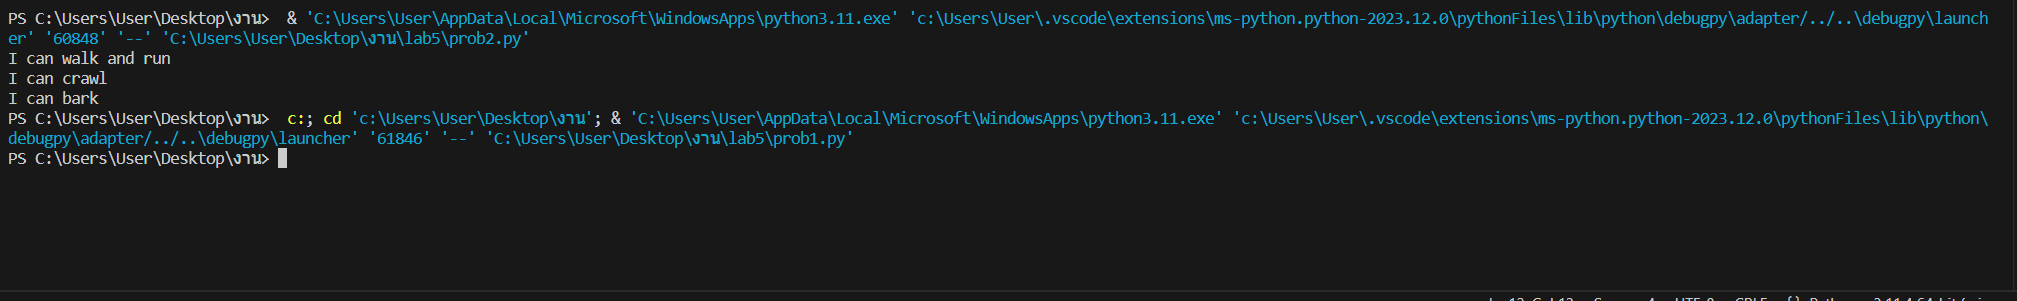 PS C:\Users\User\Desktop\งาน>  & 'C:\Users\User\AppData\Local\Microsoft\WindowsApps\python3.11.exe' 'c:\Users\User\.vscode\extensions\ms-python.python-2023.12.0\pythonFiles\lib\python\debugpy\adapter/../..\debugpy\launch
er' '60848' '--' 'C:\Users\User\Desktop\งาน\lab5\prob2.py'
I can walk and run
I can crawl
I can bark
PS C:\Users\User\Desktop\งาน>  c:; cd 'c:\Users\User\Desktop\งาน'; & 'C:\Users\User\AppData\Local\Microsoft\WindowsApps\python3.11.exe' 'c:\Users\User\.vscode\extensions\ms-python.python-2023.12.0\pythonFiles\lib\python\
debugpy\adapter/../..\debugpy\launcher' '61846' '--' 'C:\Users\User\Desktop\งาน\lab5\prob1.py'
PS C:\Users\User\Desktop\งาน>